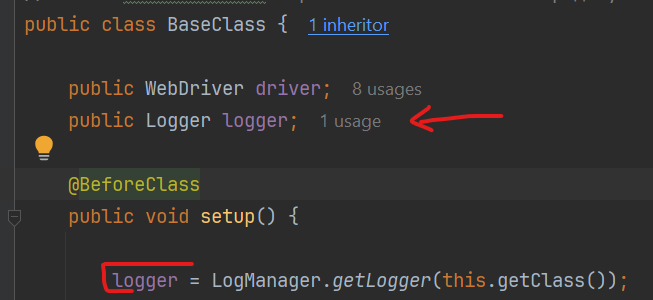 public class BaseClass { 1 inheritor
public WebDriver driver; 8 usages
public Logger logger; 1 usage
@BeforeClass
public void setup() {
logger = LogManager.getLogger(this.getClass());